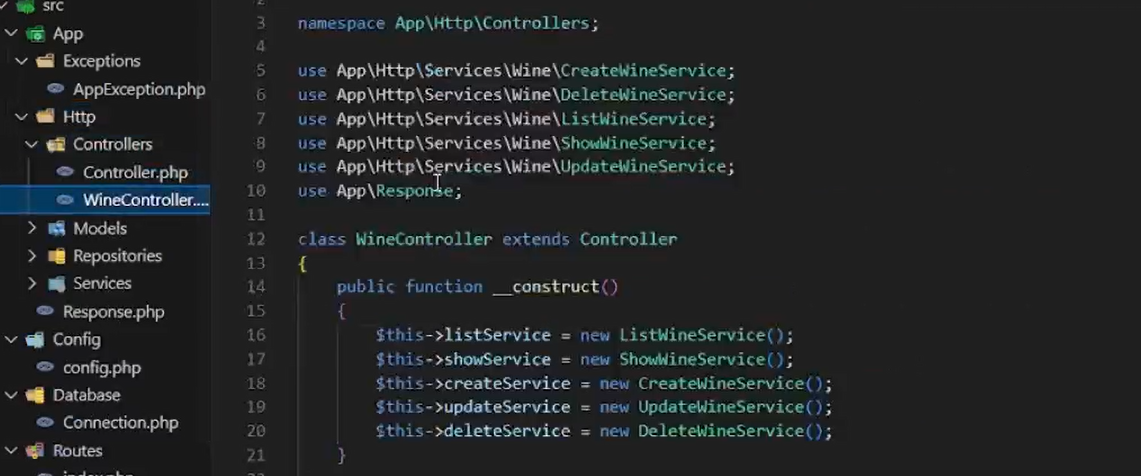 src
App
Exceptions
AppException.php
Http
Controllers
Controller.php
WineController....
Models
Repositories
Services
Response.php
Config
config.php
Database
Connection.php
Routes
index.php
2
3 namespace App\Http\Controllers;
4
5 use App\Http\Services\Wine\CreateWineService;
6 use App\Http\Services\Wine\DeleteWineService;
7 use App\Http\Services\Wine\ListWineService;
8 use App\Http\Services\Wine\ShowWineService;
9 use App\Http\Services\Wine\UpdateWineService;
10 use App\Response;
11
12 class WineController extends Controller
13 {
14 public function __construct()
15 {
16 $this->listService = new ListWineService();
17 $this->showService = new ShowWineService();
18 $this->createService = new CreateWineService();
19 $this->updateService = new UpdateWineService();
20 $this->deleteService = new DeleteWineService();
21 }